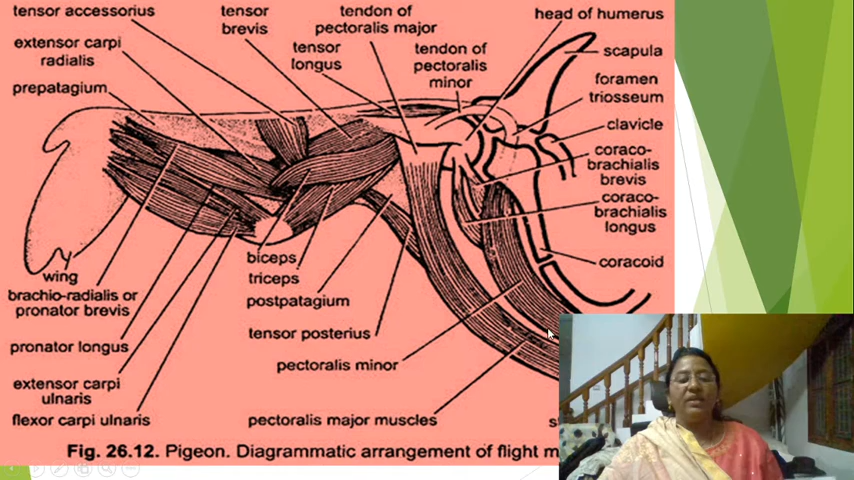 tensor accessorius
tensor
brevis
tendon of
pectoralis major
head of humerus
extensor carpi
radialis
tensor
longus
tendon of
pectoralis
minor
scapula
prepatagium
foramen
triosseum
clavicle
coraco-
brachialis
brevis
coraco-
brachialis
longus
coracoid
wing
brachio-radialis or
pronator brevis
biceps
triceps
postpatagium
pronator longus
tensor posterius
extensor carpi
ulnaris
pectoralis minor
flexor carpi ulnaris
pectoralis major muscles
Fig. 26.12. Pigeon. Diagrammatic arrangement of flight